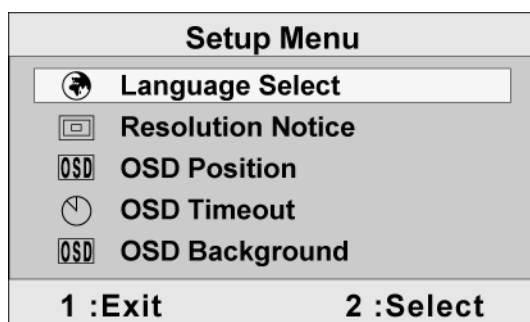 Setup Menu
Language Select
Resolution Notice
OSD OSD Position
OSD Timeout
OSD OSD Background
1 :Exit 2 :Select